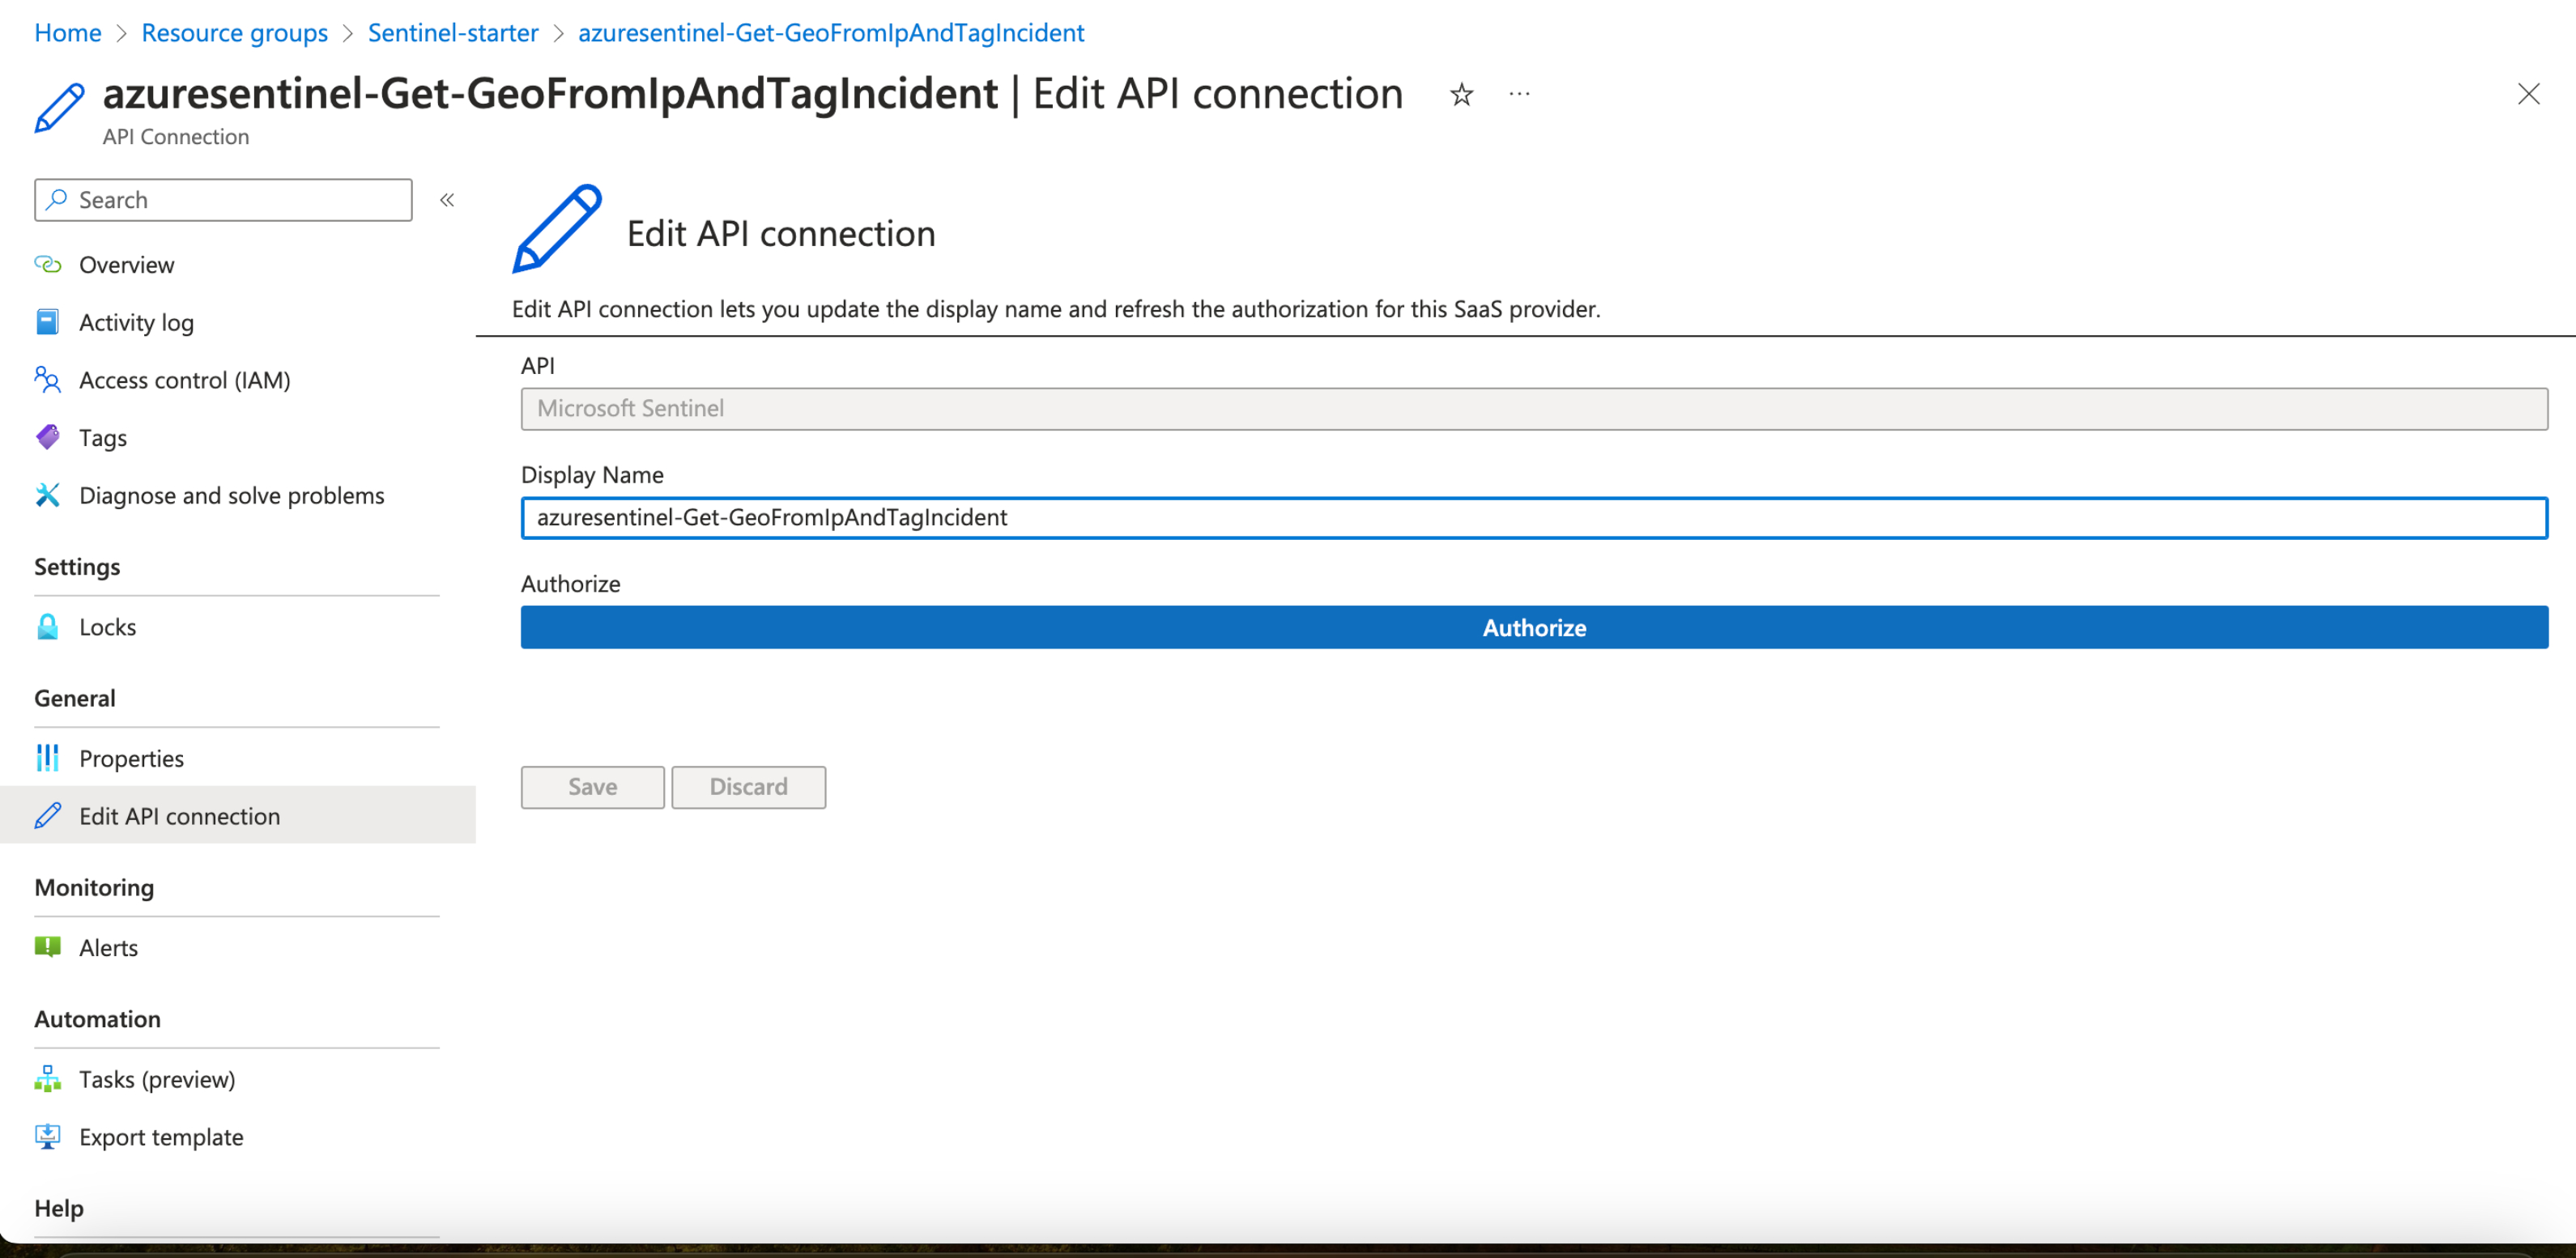 Home > Resource groups > Sentinel-starter > azuresentinel-Get-GeoFromIpAndTagIncident
azuresentinel-Get-GeoFromIpAndTagIncident | Edit API connection
API Connection
Search
Overview
Activity log
Access control (IAM)
Tags
Diagnose and solve problems
Settings
Locks
General
Properties
Edit API connection
Monitoring
Alerts
Automation
Tasks (preview)
Export template
Help
Edit API connection
Edit API connection lets you update the display name and refresh the authorization for this SaaS provider.
API
Microsoft Sentinel
Display Name
azuresentinel-Get-GeoFromIpAndTagIncident
Authorize
Authorize
Save Discard